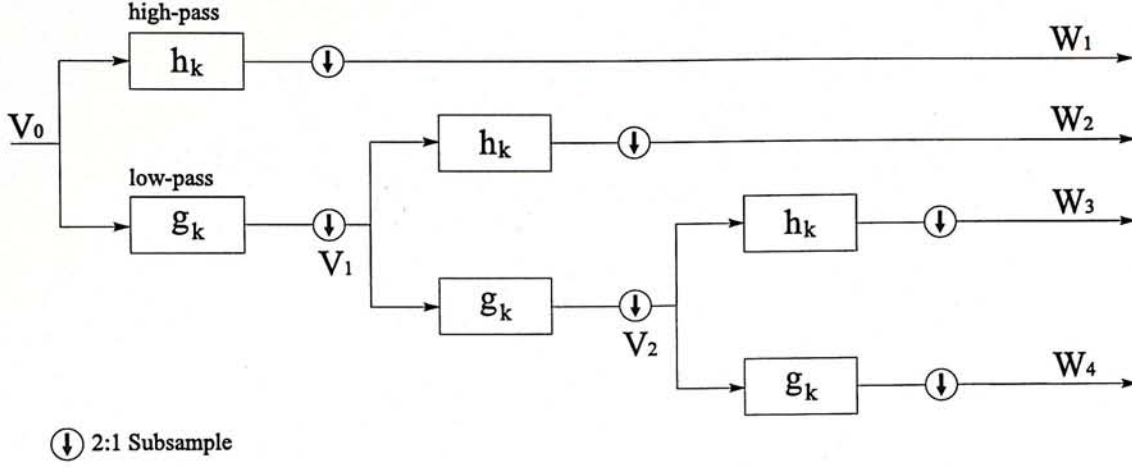 high-pass
h_k
W_1
V_0
h_k
W_2
low-pass
g_k
V_1
h_k
W_3
g_k
V_2
g_k
W_4
2:1 Subsample